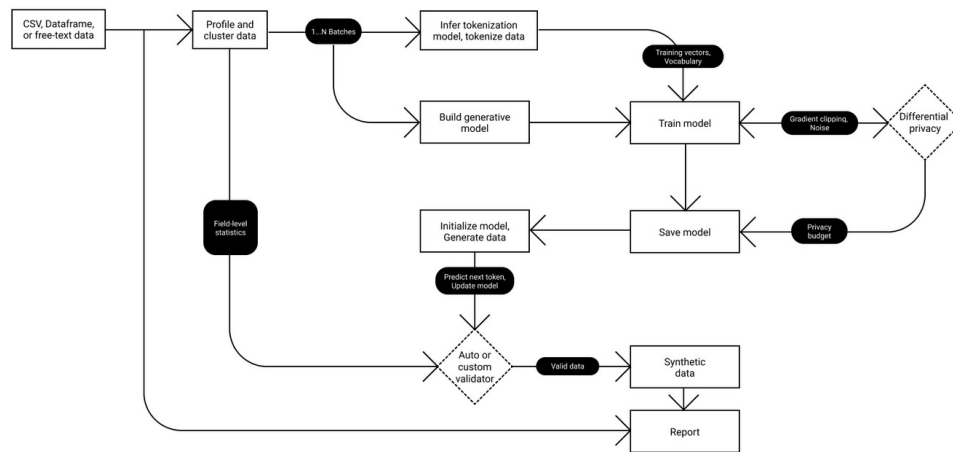 CSV, Dataframe,
or free-text data
Profile and
cluster data
1...N Batches
Infer tokenization
model, tokenize data
Training vectors,
Vocabulary
Build generative
model
Train model
Gradient clipping,
Noise
Differential
privacy
Field-level
statistics
Initialize model,
Generate data
Save model
Privacy
budget
Predict next token,
Update model
Auto or
custom
validator
Valid data
Synthetic
data
Report